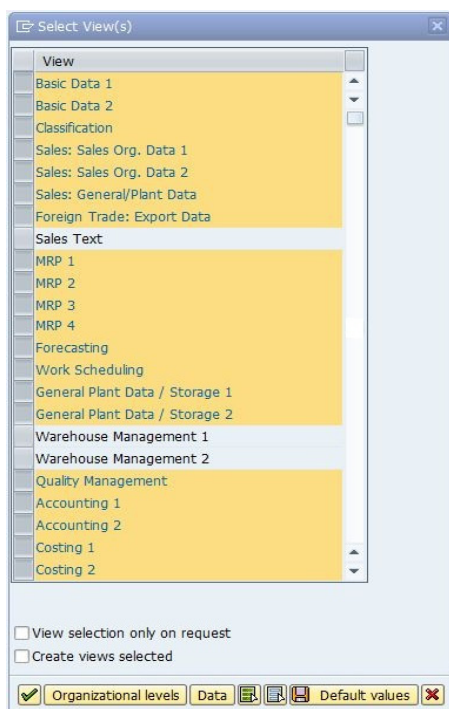 Select View(s)
View
Basic Data 1
Basic Data 2
Classification
Sales: Sales Org. Data 1
Sales: Sales Org. Data 2
Sales: General/Plant Data
Foreign Trade: Export Data
Sales Text
MRP 1
MRP 2
MRP 3
MRP 4
Forecasting
Work Scheduling
General Plant Data / Storage 1
General Plant Data / Storage 2
Warehouse Management 1
Warehouse Management 2
Quality Management
Accounting 1
Accounting 2
Costing 1
Costing 2
View selection only on request
Create views selected
Organizational levels Data Default values